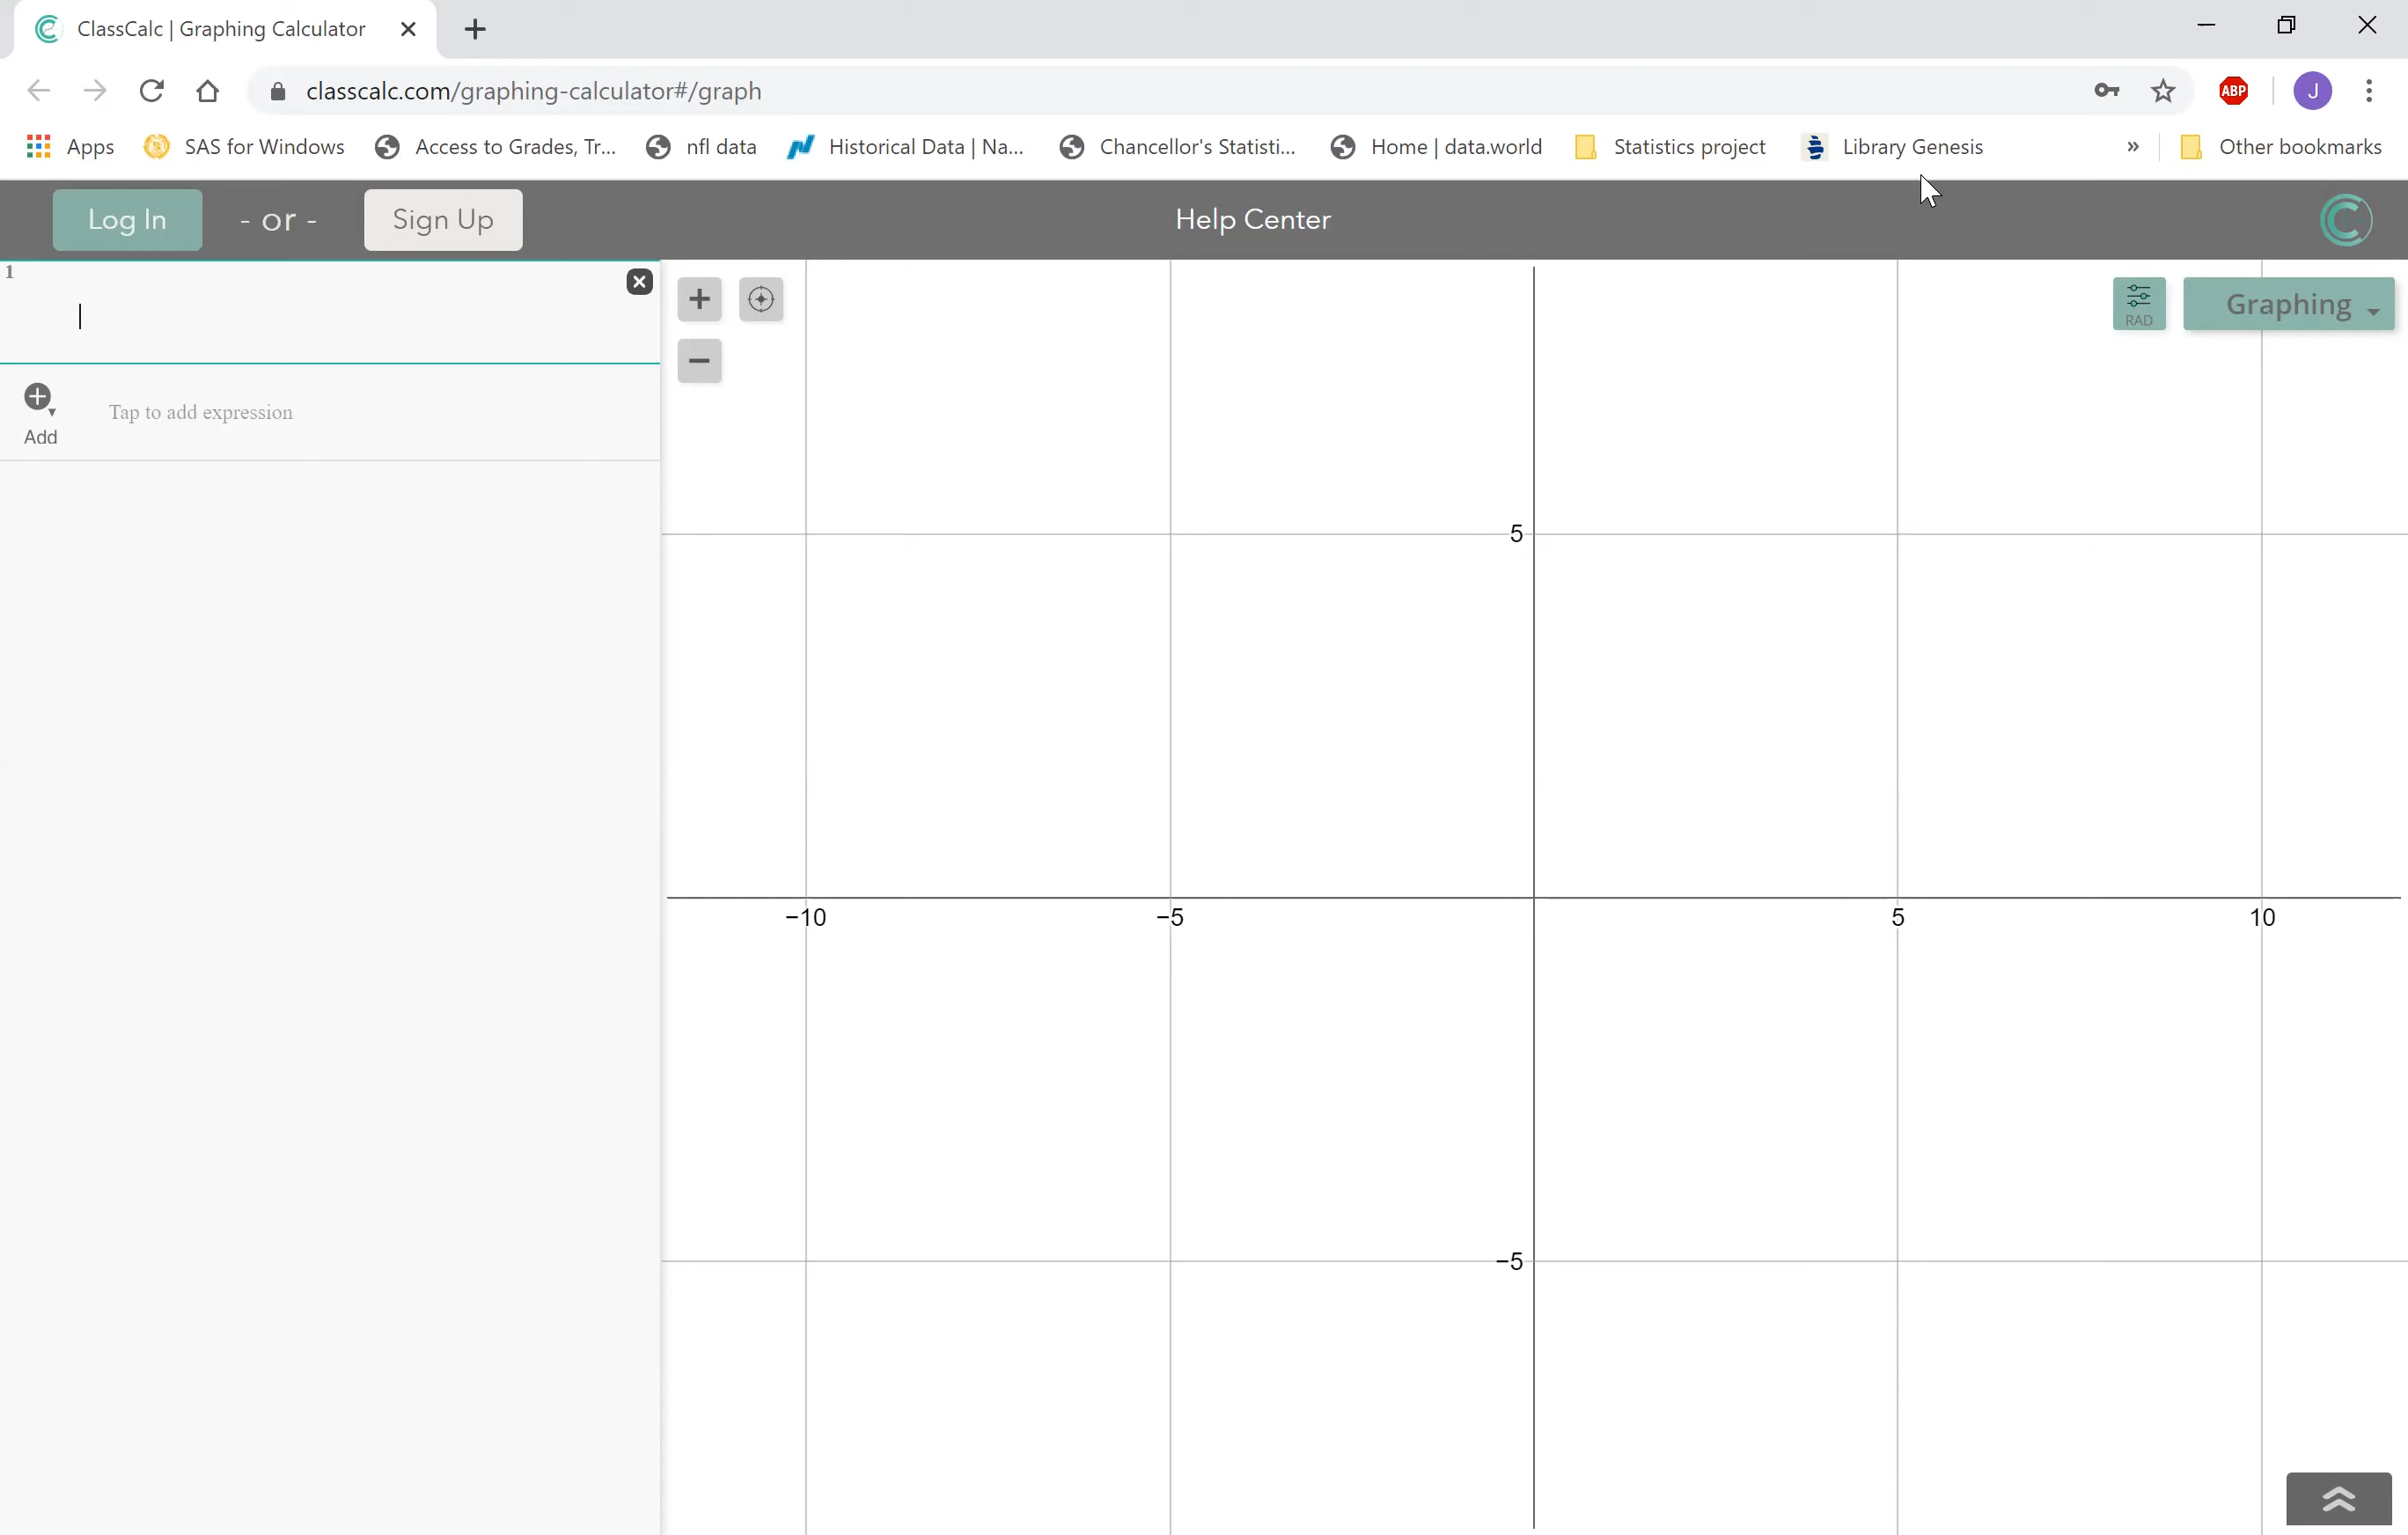 ClassCalc | Graphing Calculator
classcalc.com/graphing-calculator#/graph
ABP
J
Apps
SAS for Windows
Access to Grades, Tr...
nfl data
Historical Data | Na...
Chancellor's Statisti...
Home | data.world
Statistics project
Library Genesis
»
Other bookmarks
Log In
- or -
Sign Up
Help Center
1
RAD
Graphing
Add
Tap to add expression
5
−10
−5
5
10
−5